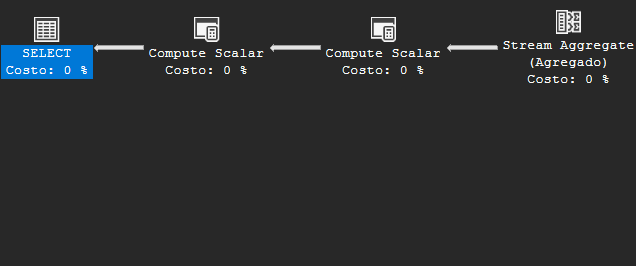 SELECT
Costo: 0 %
Compute Scalar
Costo: 0 %
Compute Scalar
Costo: 0 %
Stream Aggregate
(Agregado)
Costo: 0 %